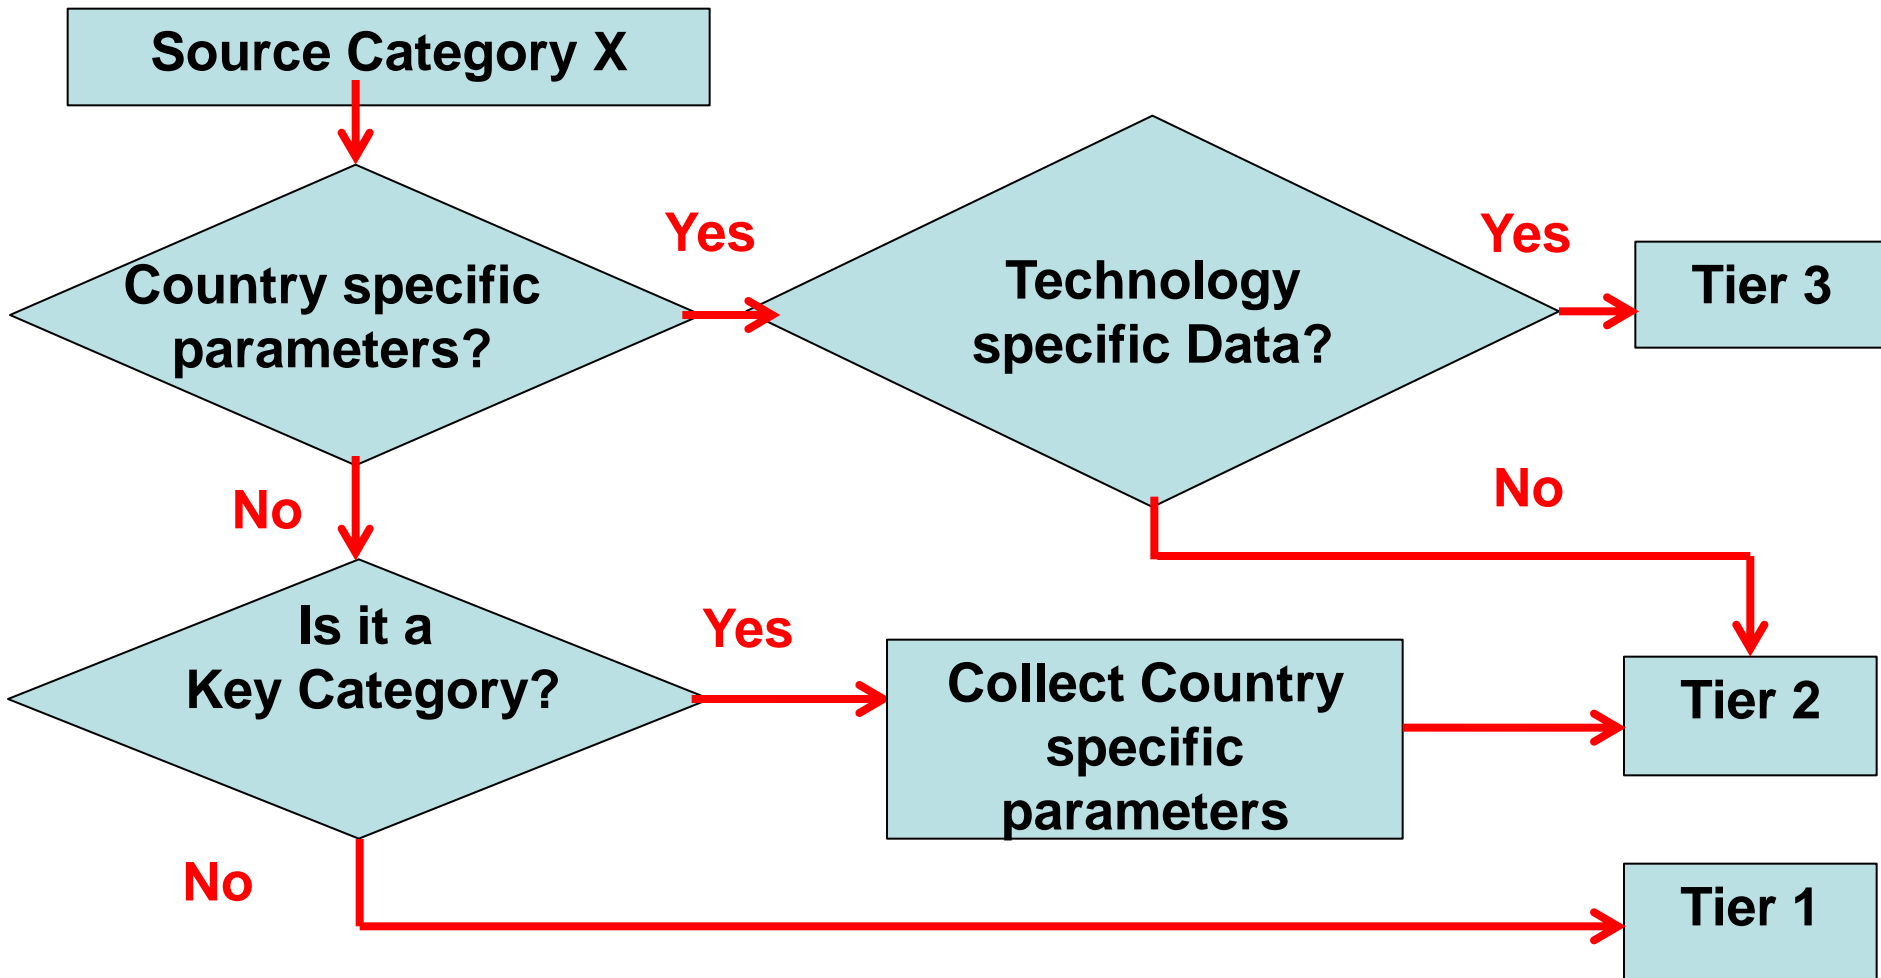 Source Category X
Country specific
parameters?
Yes
Technology
specific Data?
Yes
Tier 3
No
No
Is it a
Key Category?
Yes
Collect Country
specific
parameters
Tier 2
No
Tier 1